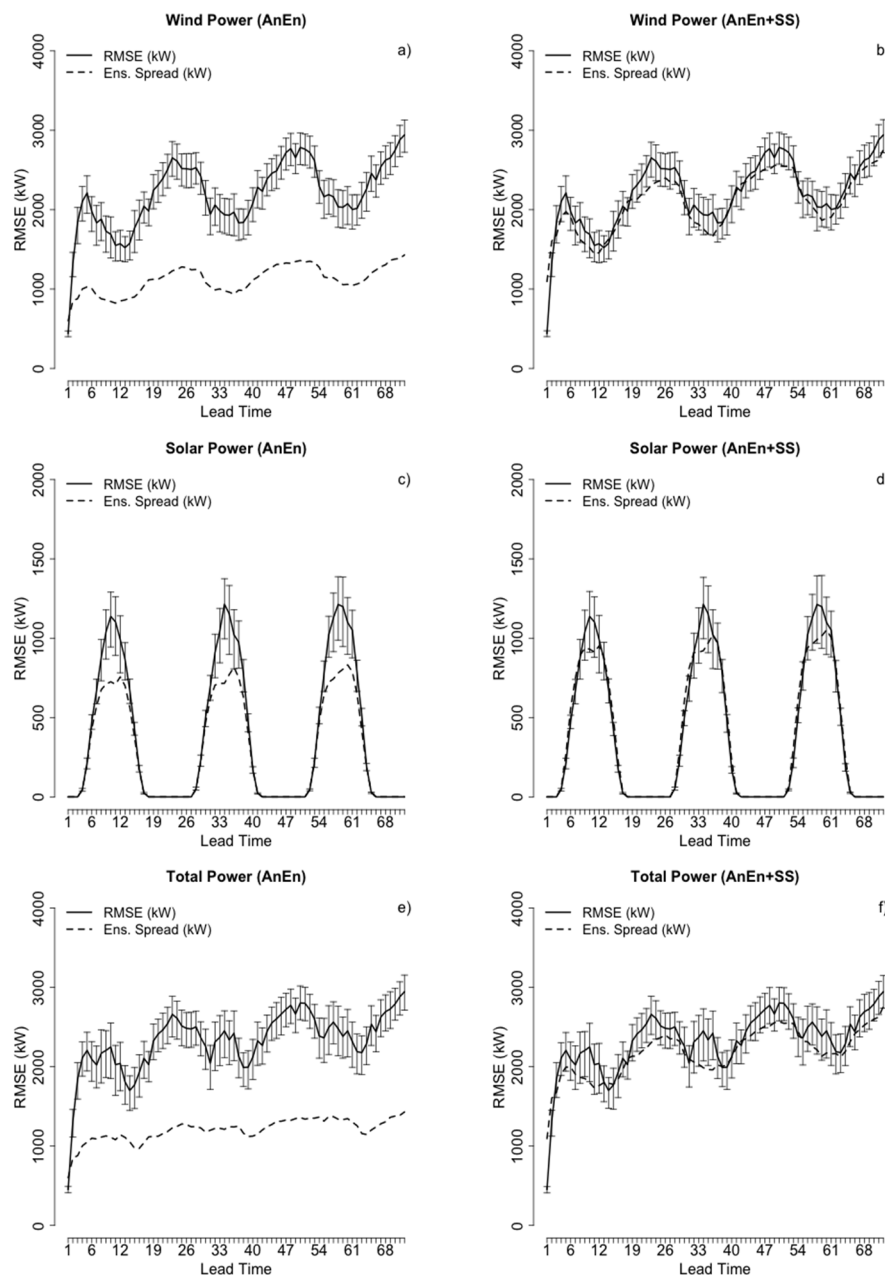 Wind Power (AnEn)
a)
RMSE (kW)
Ens. Spread (kW)
4000
3000
2000
1000
0
RMSE (kW)
1 6 12 19 26 33 40 47 54 61 68
Lead Time
Wind Power (AnEn+SS)
b
RMSE (kW)
Ens. Spread (kW)
4000
3000
2000
1000
0
RMSE (kW)
1 6 12 19 26 33 40 47 54 61 68
Lead Time
Solar Power (AnEn)
c)
RMSE (kW)
Ens. Spread (kW)
2000
1500
1000
500
0
RMSE (kW)
1 6 12 19 26 33 40 47 54 61 68
Lead Time
Solar Power (AnEn+SS)
d
RMSE (kW)
Ens. Spread (kW)
2000
1500
1000
500
0
RMSE (kW)
1 6 12 19 26 33 40 47 54 61 68
Lead Time
Total Power (AnEn)
e)
RMSE (kW)
Ens. Spread (kW)
4000
3000
2000
1000
0
RMSE (kW)
1 6 12 19 26 33 40 47 54 61 68
Lead Time
Total Power (AnEn+SS)
f)
RMSE (kW)
Ens. Spread (kW)
4000
3000
2000
1000
0
RMSE (kW)
1 6 12 19 26 33 40 47 54 61 68
Lead Time